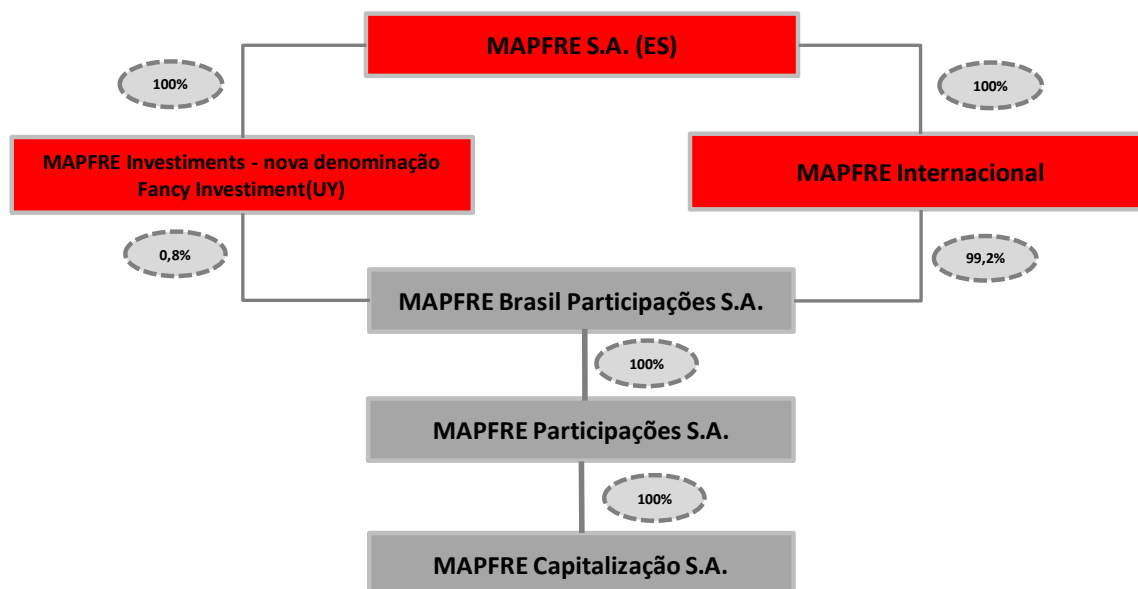 MAPFRE S.A. (ES)
100%
100%
MAPFRE Investiments - nova denominação
Fancy Investiment(UY)
MAPFRE Internacional
0,8%
99,2%
MAPFRE Brasil Participações S.A.
100%
MAPFRE Participações S.A.
100%
MAPFRE Capitalização S.A.